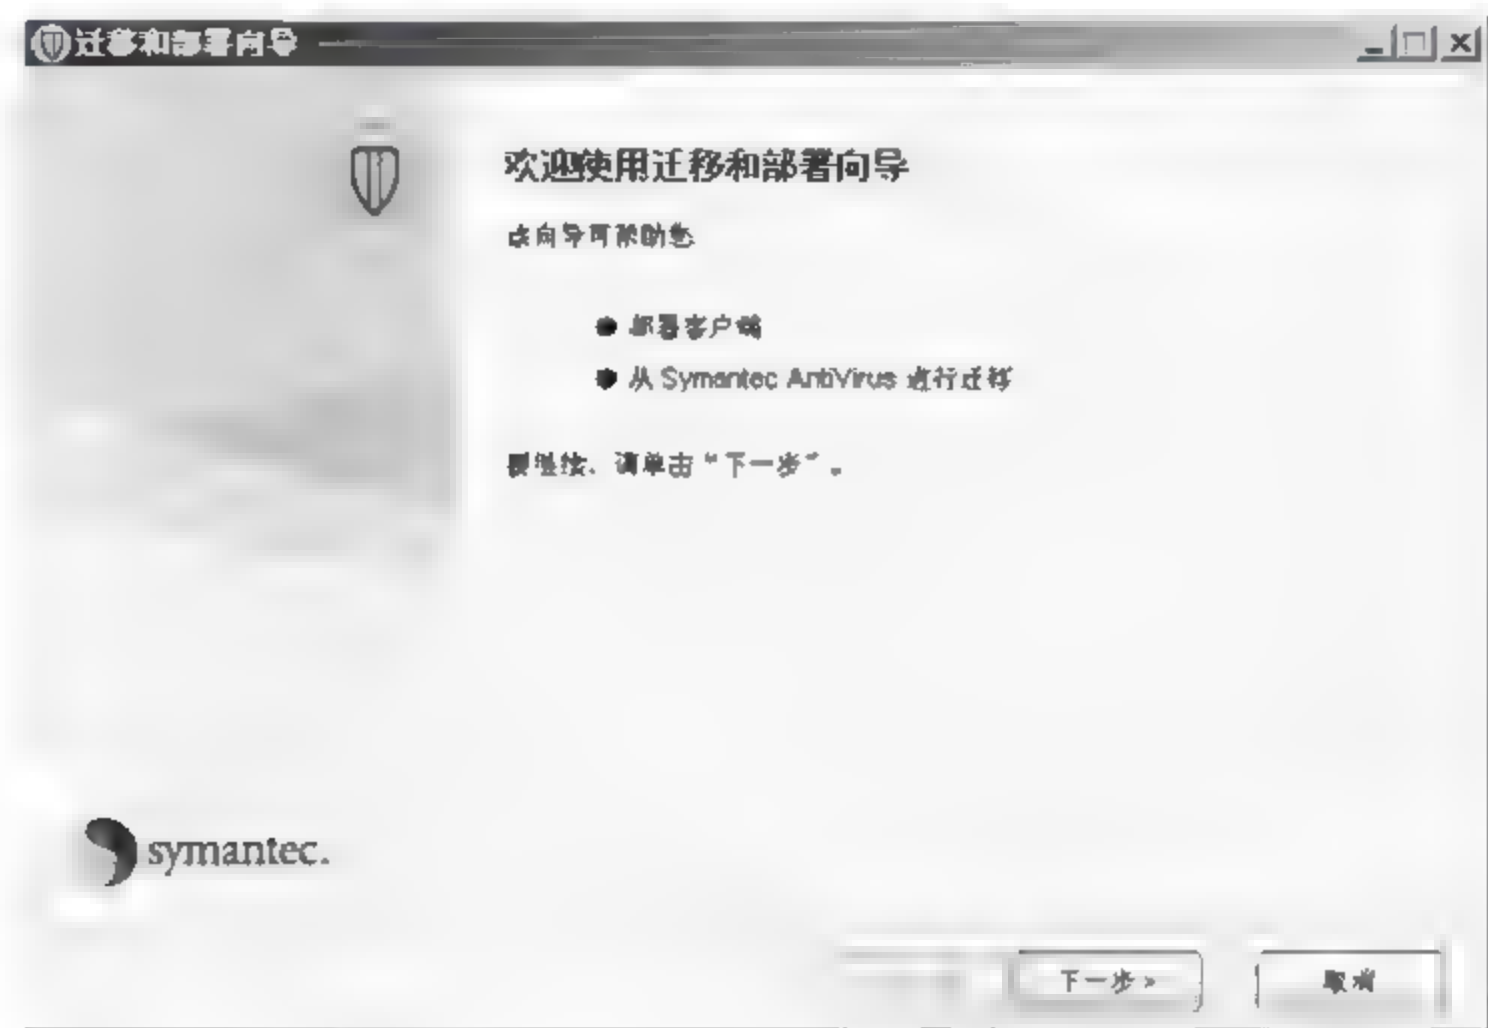 迁移和部署向导
欢迎使用迁移和部署向导
该向导可帮助您
部署客户端
从 Symantec AntiVirus 进行迁移
要继续，请单击“下一步”。
symantec.
下一步 >
取消